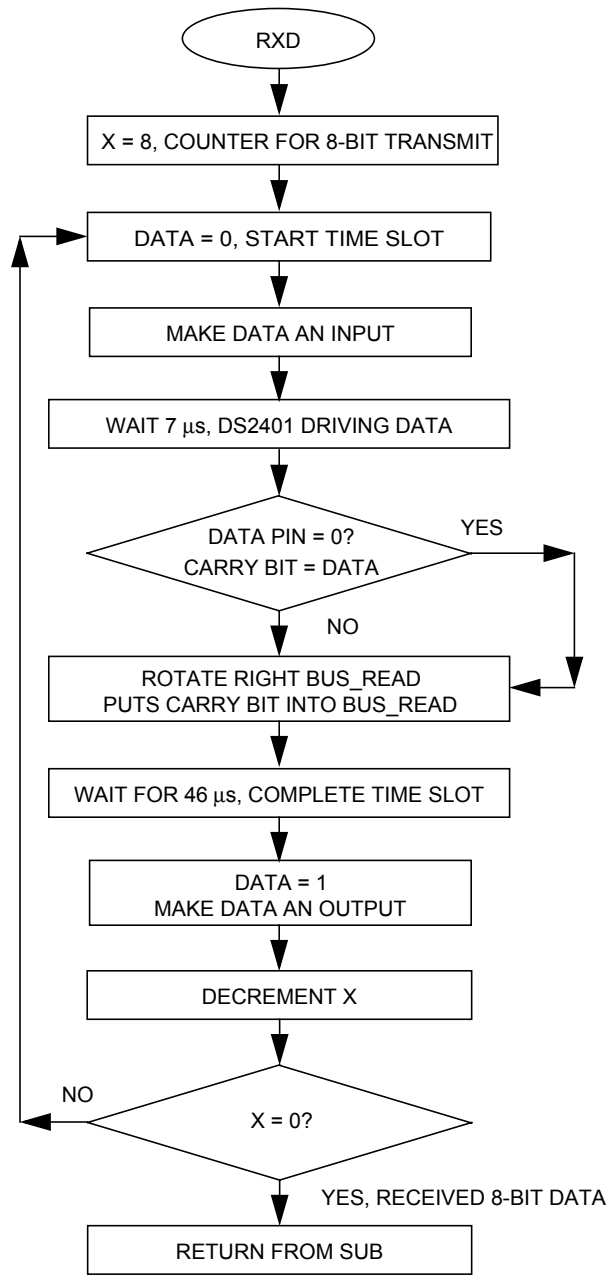 RXD
X = 8, COUNTER FOR 8-BIT TRANSMIT
DATA = 0, START TIME SLOT
MAKE DATA AN INPUT
WAIT 7 μs, DS2401 DRIVING DATA
DATA PIN = 0?
CARRY BIT = DATA
YES
NO
ROTATE RIGHT BUS_READ
PUTS CARRY BIT INTO BUS_READ
WAIT FOR 46 μs, COMPLETE TIME SLOT
DATA = 1
MAKE DATA AN OUTPUT
DECREMENT X
NO
X = 0?
YES, RECEIVED 8-BIT DATA
RETURN FROM SUB